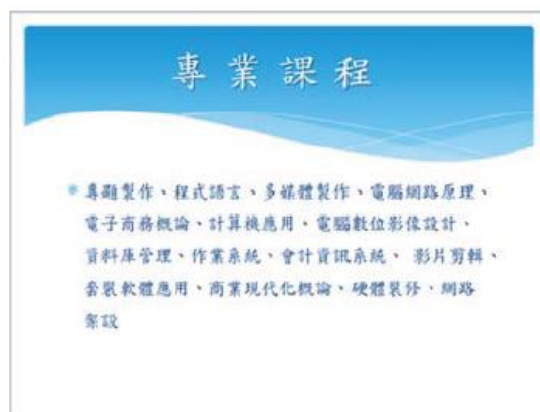 專業課程
專題製作、程式語言、多媒體製作、電腦網路原理、
電子商務概論、計算機應用、電腦數位影像設計、
資料庫管理、作業系統、會計資訊系統、 影片剪輯、
套裝軟體應用、商業現代化概論、硬體裝修、網路
架設